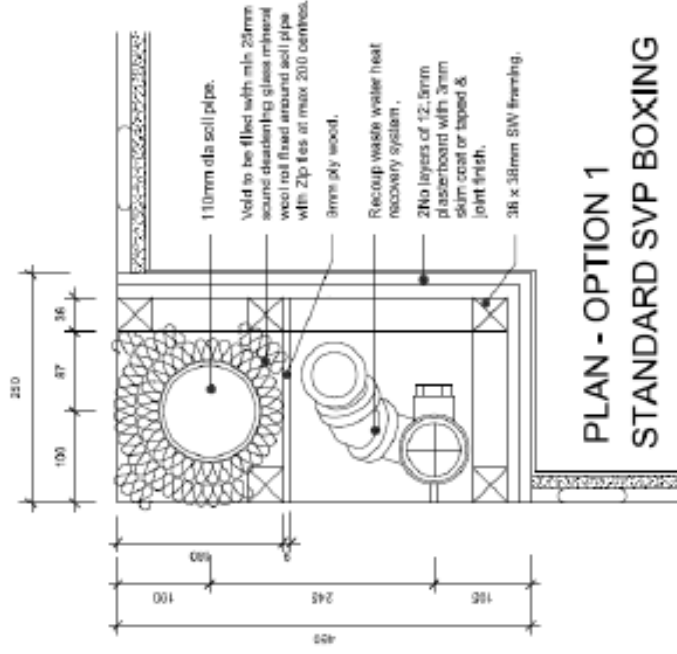 250
38
87
100
110mm dia soil pipe.
Void to be filled with min 25mm
sound deadening glass mineral
wool roll fixed around soil pipe
with Zip ties at max 200 centres.
9mm ply wood.
Recoup waste water heat
recovery system.
2No layers of 12.5mm
plasterboard with 3mm
skim coat or taped &
joint finish.
38 x 38mm SW framing.
9
100
245
105
450
PLAN - OPTION 1
STANDARD SVP BOXING